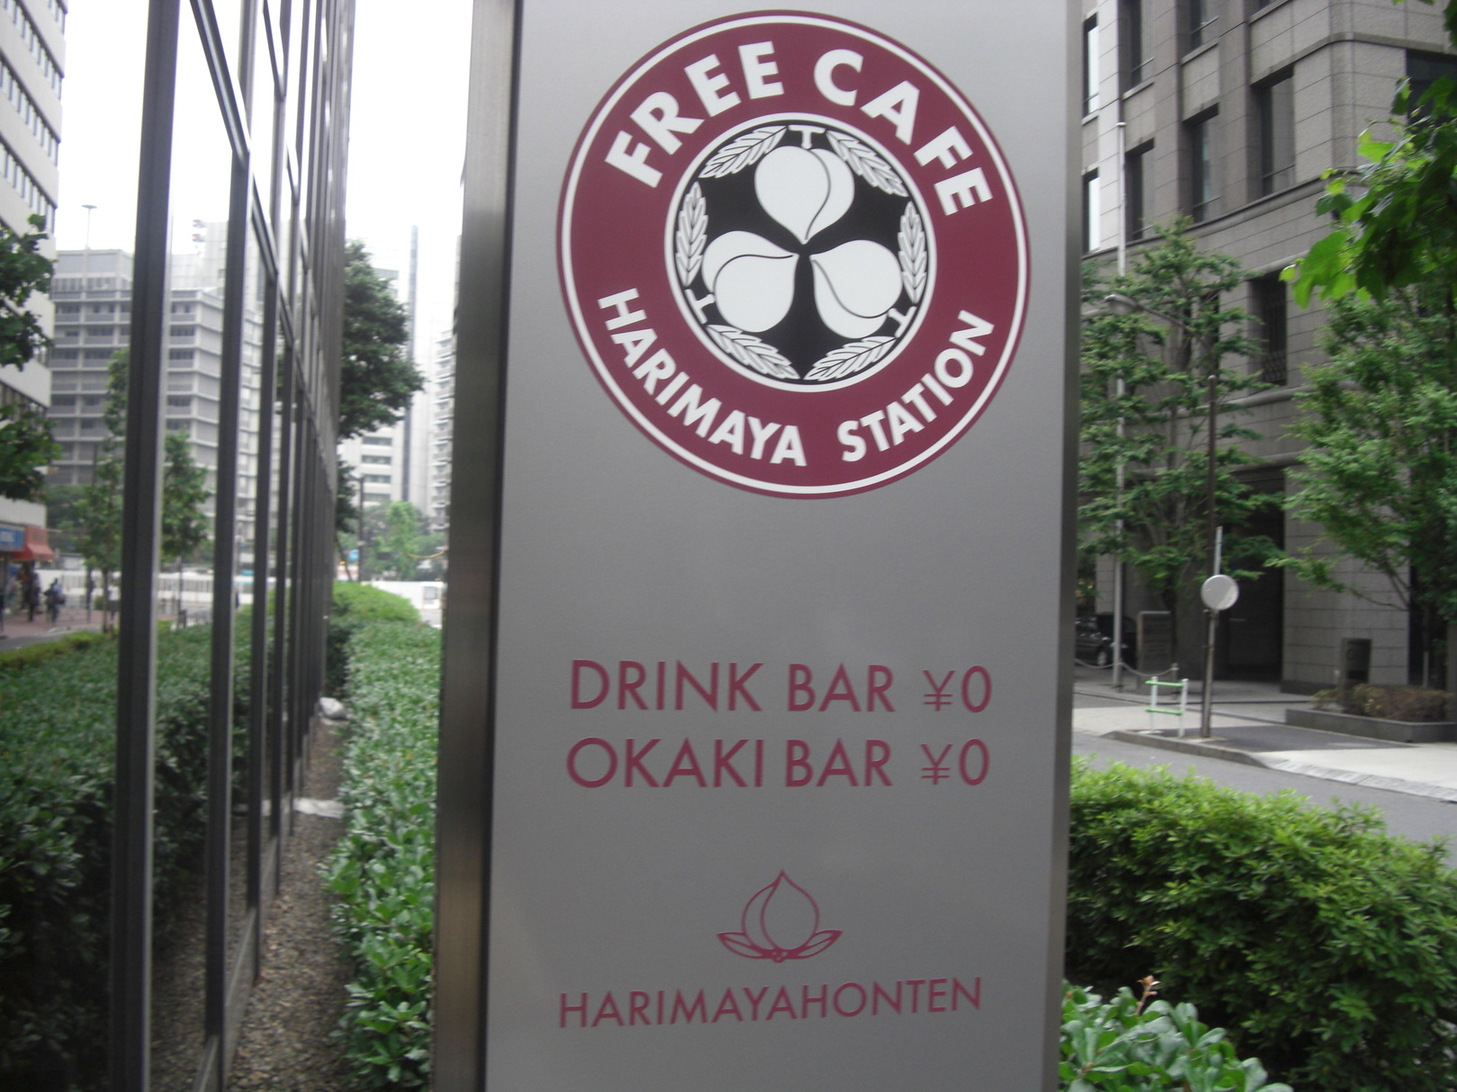 FREE CAFE
HARIMAYA STATION
DRINK BAR ¥0
OKAKI BAR ¥0
HARIMAYAHONTEN